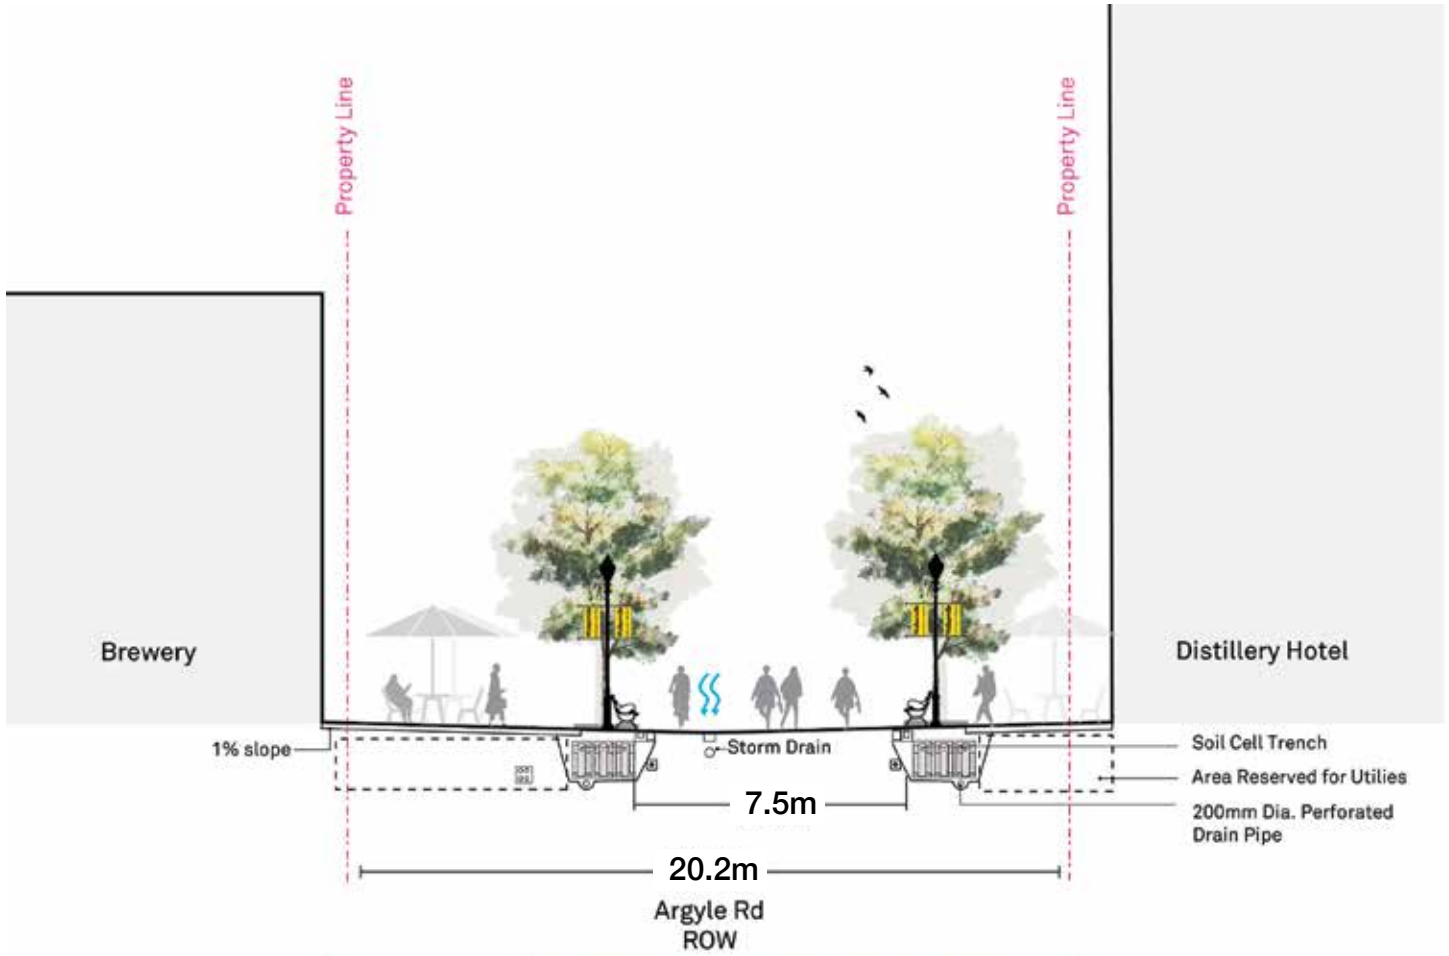 Property Line
Property Line
Brewery
Distillery Hotel
1% slope
Storm Drain
Soil Cell Trench
Area Reserved for Utilies
7.5m
200mm Dia. Perforated
Drain Pipe
20.2m
Argyle Rd
ROW